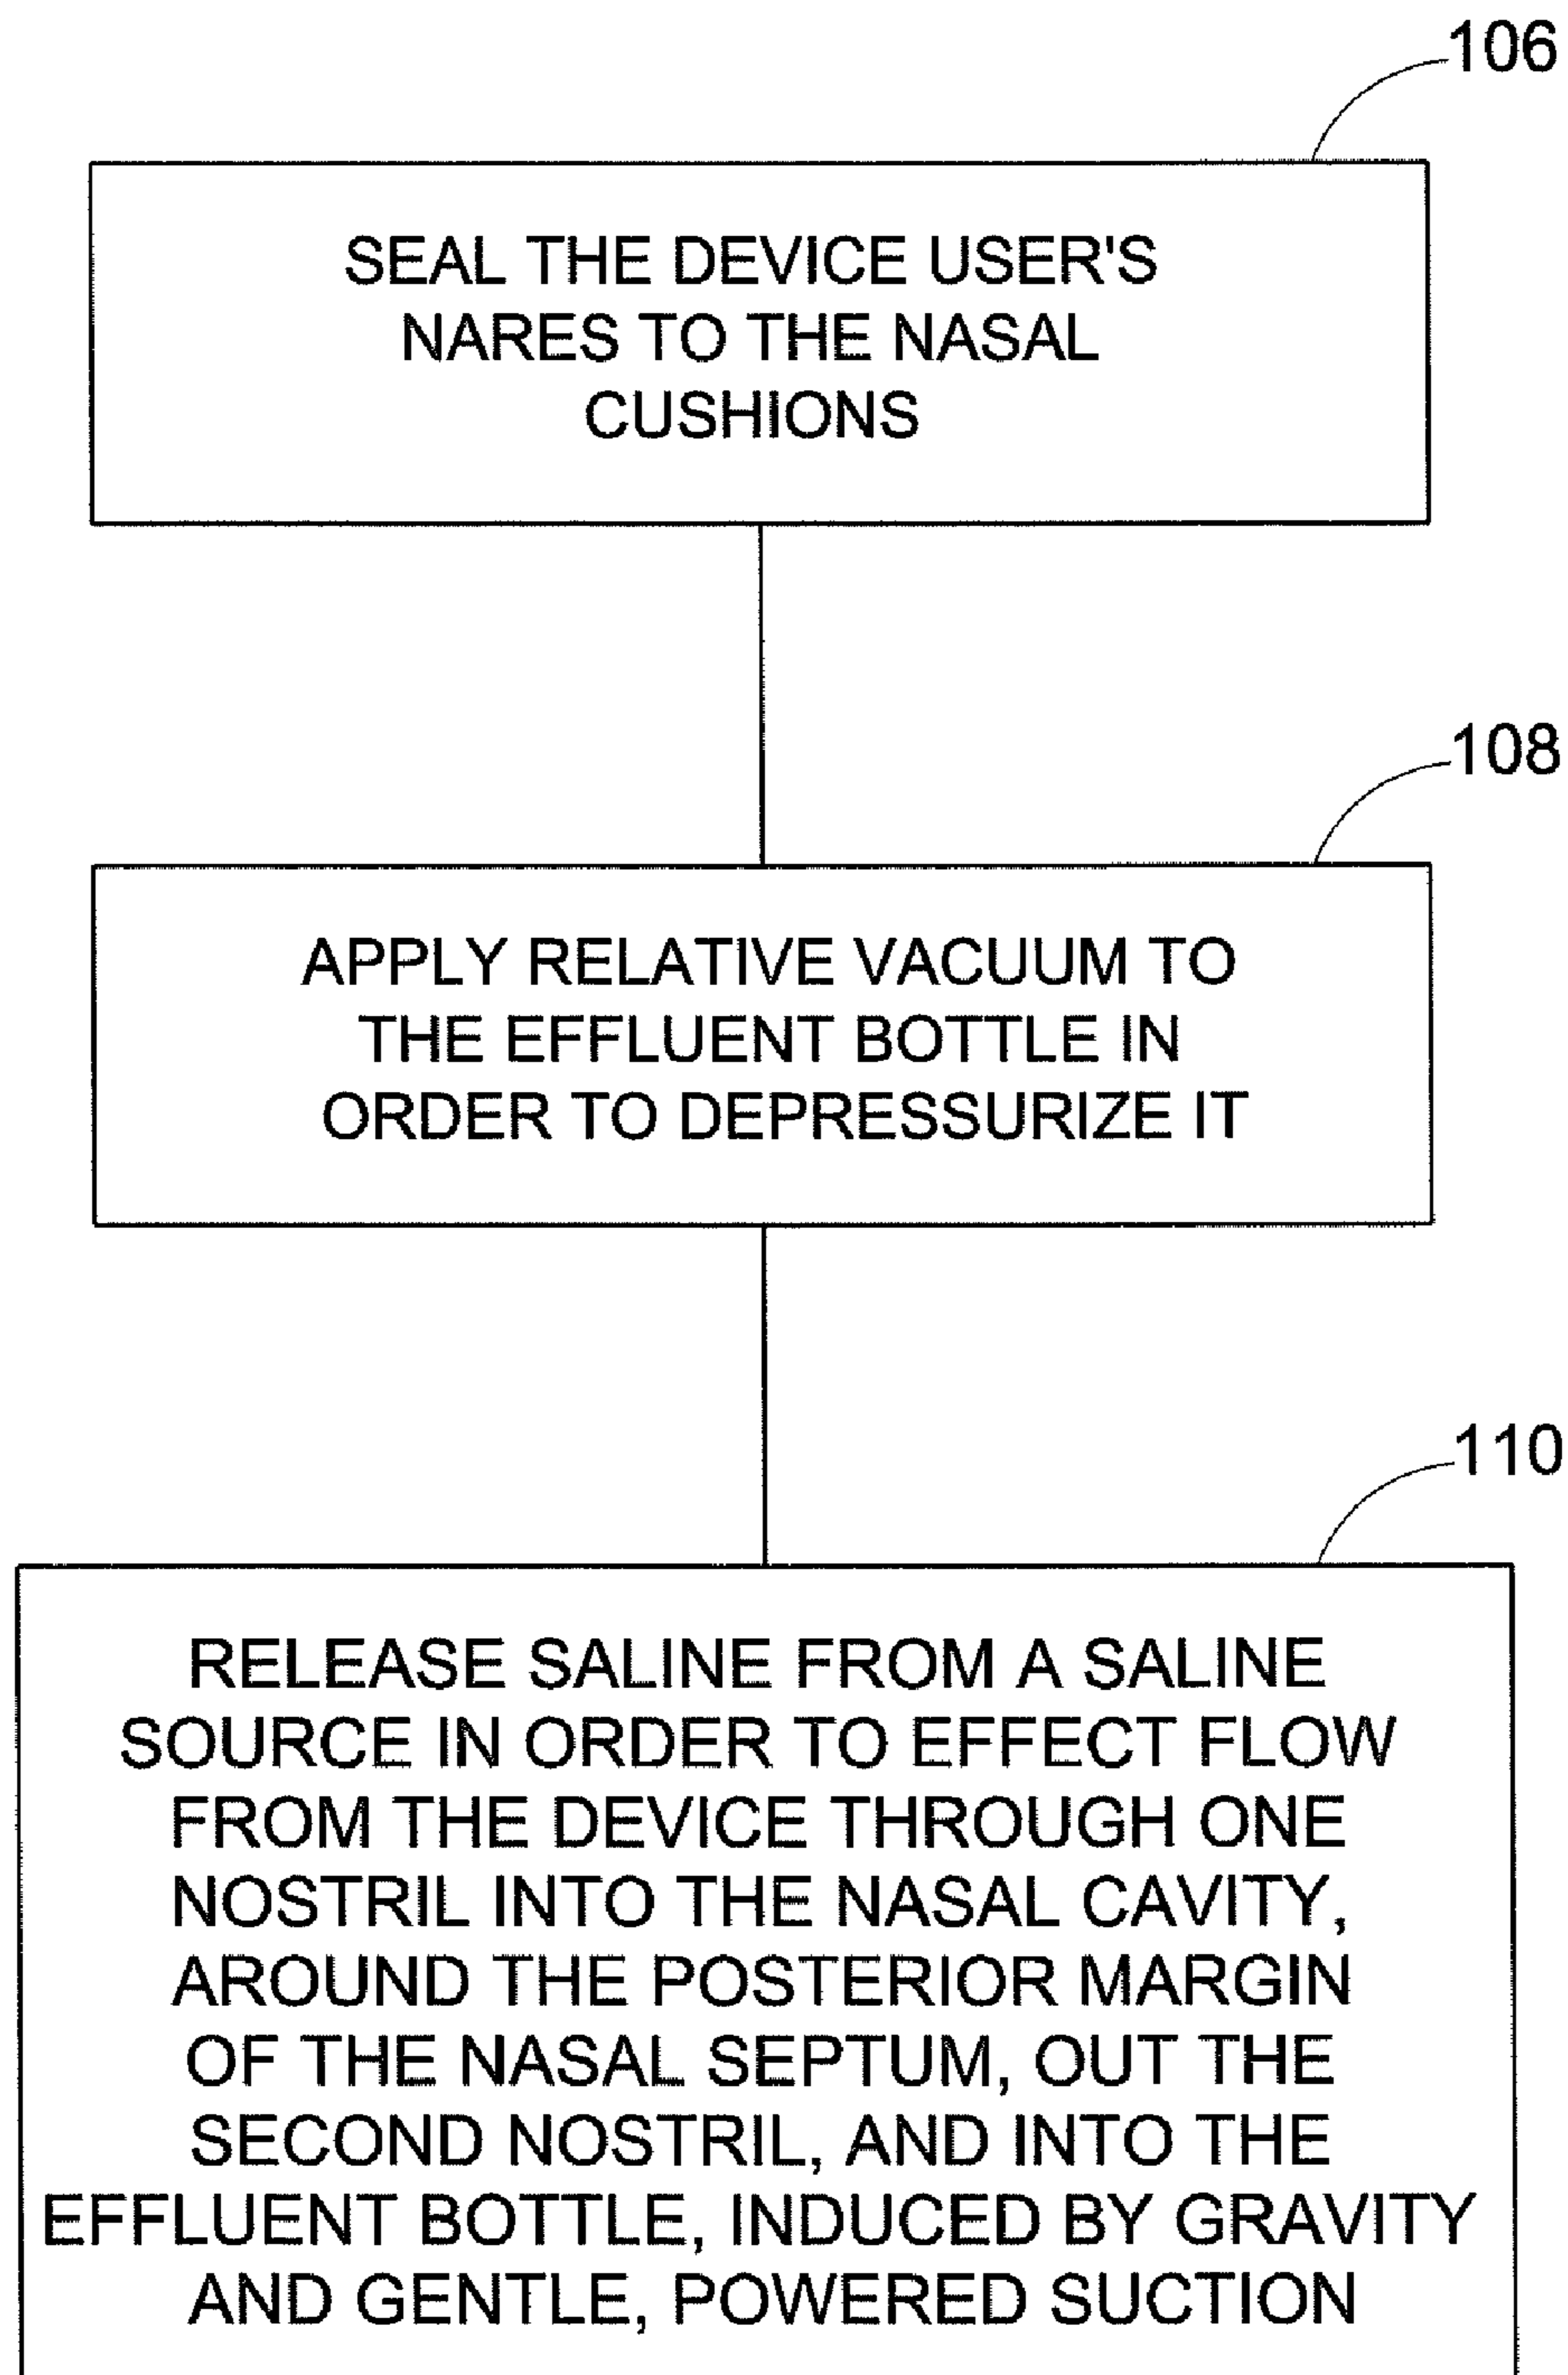 106
SEAL THE DEVICE USER'S
NARES TO THE NASAL
CUSHIONS
108
APPLY RELATIVE VACUUM TO
THE EFFLUENT BOTTLE IN
ORDER TO DEPRESSURIZE IT
110
RELEASE SALINE FROM A SALINE
SOURCE IN ORDER TO EFFECT FLOW
FROM THE DEVICE THROUGH ONE
NOSTRIL INTO THE NASAL CAVITY,
AROUND THE POSTERIOR MARGIN
OF THE NASAL SEPTUM, OUT THE
SECOND NOSTRIL, AND INTO THE
EFFLUENT BOTTLE, INDUCED BY GRAVITY
AND GENTLE, POWERED SUCTION